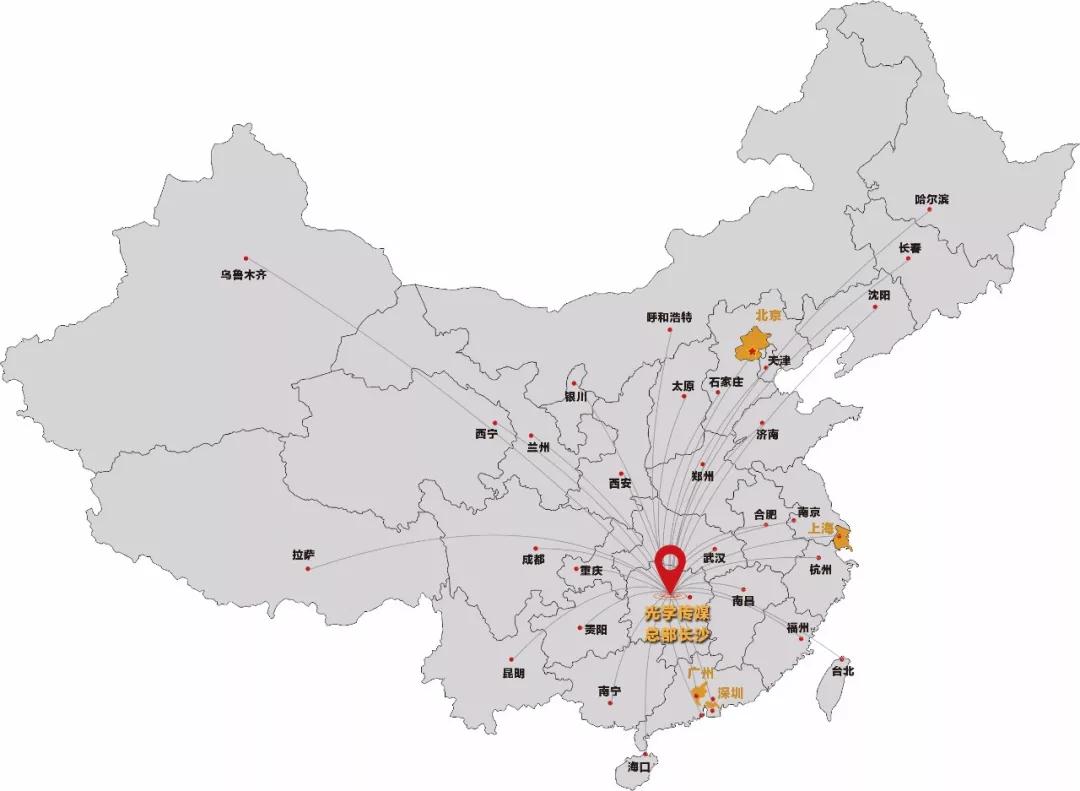 哈尔滨
长春
乌鲁木齐
沈阳
呼和浩特
北京
天津
太原
石家庄
银川
西宁
兰州
济南
西安
郑州
合肥
南京
上海
拉萨
成都
重庆
武汉
杭州
南昌
光字传媒
总部长沙
贵阳
福州
昆明
广州
台北
南宁
深圳
海口